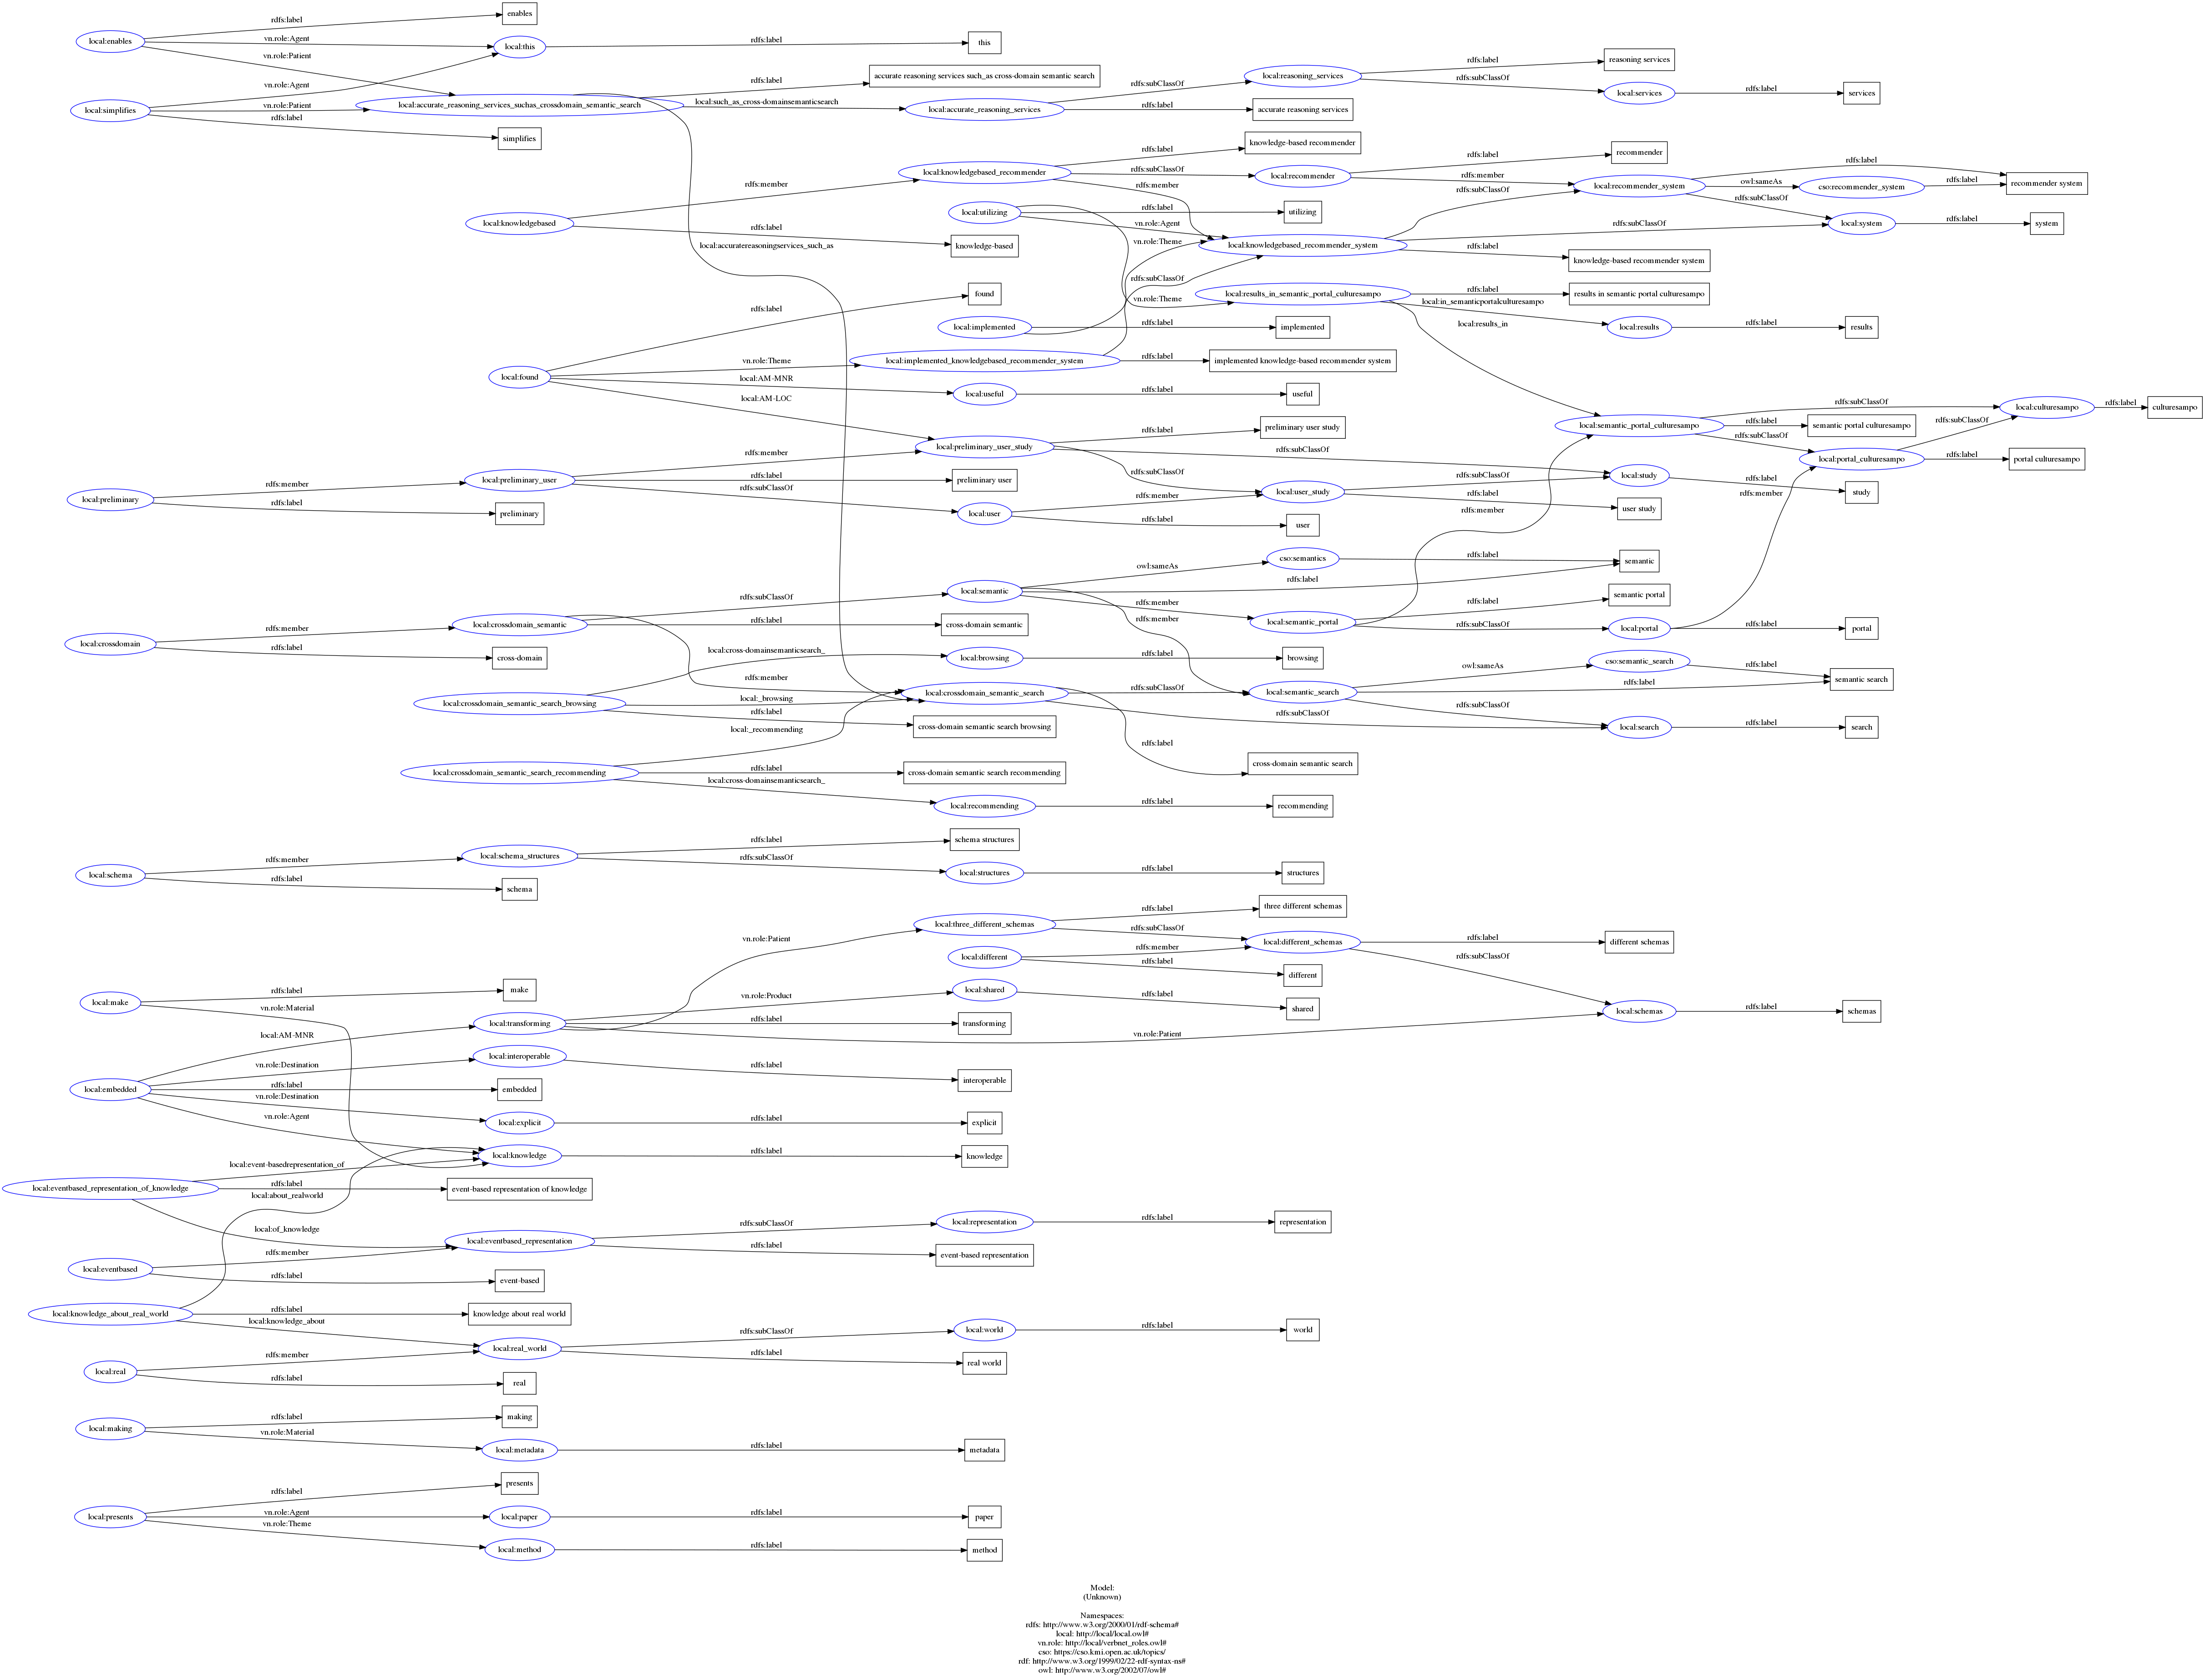 rdfs:label
enables
local:enables
vn.role:Agent
local:this
rdfs:label
this
vn.role:Patient
vn.role:Agent
local:simplifies
vn.role:Patient
rdfs:label
simplifies
local:accurate_reasoning_services_suchas_crossdomain_semantic_search
rdfs:label
accurate reasoning services such_as cross-domain semantic search
local:such_as_cross-domainsemanticsearch
local:accurate_reasoning_services
rdfs:subClassOf
local:reasoning_services
rdfs:label
reasoning services
rdfs:subClassOf
local:services
rdfs:label
services
rdfs:label
accurate reasoning services
local:accuratereasoningservices_such_as
local:knowledgebased
rdfs:member
rdfs:label
knowledge-based
local:knowledgebased_recommender
rdfs:label
knowledge-based recommender
rdfs:subClassOf
local:recommender
rdfs:label
recommender
rdfs:member
rdfs:member
local:recommender_system
rdfs:label
recommender system
owl:sameAs
cso:recommender_system
rdfs:label
rdfs:subClassOf
local:system
rdfs:label
system
local:utilizing
rdfs:label
utilizing
vn.role:Agent
vn.role:Theme
local:knowledgebased_recommender_system
rdfs:subClassOf
rdfs:subClassOf
rdfs:label
knowledge-based recommender system
rdfs:subClassOf
vn.role:Theme
local:results_in_semantic_portal_culturesampo
rdfs:label
results in semantic portal culturesampo
local:in_semanticportalculturesampo
local:results
rdfs:label
results
local:results_in
local:implemented
rdfs:label
implemented
local:found
rdfs:label
found
vn.role:Theme
local:implemented_knowledgebased_recommender_system
rdfs:label
implemented knowledge-based recommender system
local:AM-MNR
local:useful
rdfs:label
useful
local:AM-LOC
local:preliminary_user_study
rdfs:label
preliminary user study
rdfs:subClassOf
rdfs:subClassOf
local:preliminary
rdfs:member
rdfs:label
preliminary
local:preliminary_user
rdfs:member
rdfs:label
preliminary user
rdfs:subClassOf
local:user
rdfs:member
rdfs:label
user
local:user_study
rdfs:subClassOf
rdfs:label
user study
local:study
rdfs:label
study
local:semantic_portal_culturesampo
rdfs:subClassOf
local:culturesampo
rdfs:label
culturesampo
rdfs:label
semantic portal culturesampo
rdfs:subClassOf
local:portal_culturesampo
rdfs:subClassOf
rdfs:label
portal culturesampo
rdfs:member
rdfs:member
local:crossdomain
rdfs:member
rdfs:label
cross-domain
local:crossdomain_semantic
rdfs:subClassOf
rdfs:label
cross-domain semantic
rdfs:member
local:semantic
owl:sameAs
cso:semantics
rdfs:label
semantic
rdfs:label
rdfs:member
rdfs:member
local:semantic_portal
rdfs:label
semantic portal
rdfs:subClassOf
local:portal
rdfs:label
portal
local:crossdomain_semantic_search_browsing
local:cross-domainsemanticsearch_
local:browsing
rdfs:label
browsing
local:_browsing
rdfs:label
cross-domain semantic search browsing
local:crossdomain_semantic_search
rdfs:subClassOf
local:semantic_search
owl:sameAs
cso:semantic_search
rdfs:label
semantic search
rdfs:label
rdfs:subClassOf
rdfs:subClassOf
local:search
rdfs:label
search
rdfs:label
cross-domain semantic search
local:crossdomain_semantic_search_recommending
local:_recommending
rdfs:label
cross-domain semantic search recommending
local:cross-domainsemanticsearch_
local:recommending
rdfs:label
recommending
local:schema
rdfs:member
rdfs:label
schema
local:schema_structures
rdfs:label
schema structures
rdfs:subClassOf
local:structures
rdfs:label
structures
local:three_different_schemas
rdfs:label
three different schemas
rdfs:subClassOf
local:different
rdfs:member
rdfs:label
different
local:different_schemas
rdfs:label
different schemas
rdfs:subClassOf
local:schemas
rdfs:label
schemas
local:make
rdfs:label
make
vn.role:Material
local:transforming
vn.role:Patient
vn.role:Product
local:shared
rdfs:label
shared
rdfs:label
transforming
vn.role:Patient
local:embedded
local:AM-MNR
vn.role:Destination
local:interoperable
rdfs:label
interoperable
rdfs:label
embedded
vn.role:Destination
local:explicit
rdfs:label
explicit
vn.role:Agent
local:knowledge
rdfs:label
knowledge
local:eventbased_representation_of_knowledge
local:event-basedrepresentation_of
rdfs:label
event-based representation of knowledge
local:about_realworld
local:of_knowledge
local:eventbased
rdfs:member
rdfs:label
event-based
local:eventbased_representation
rdfs:subClassOf
local:representation
rdfs:label
representation
rdfs:label
event-based representation
local:knowledge_about_real_world
rdfs:label
knowledge about real world
local:knowledge_about
local:real
rdfs:member
rdfs:label
real
local:real_world
rdfs:subClassOf
local:world
rdfs:label
world
rdfs:label
real world
local:making
rdfs:label
making
vn.role:Material
local:metadata
rdfs:label
metadata
local:presents
rdfs:label
presents
vn.role:Agent
local:paper
rdfs:label
paper
vn.role:Theme
local:method
rdfs:label
method
Model:
(Unknown)
Namespaces:
rdfs: http://www.w3.org/2000/01/rdf-schema#
local: http://local/local.owl#
vn.role: http://local/verbnet_roles.owl#
cso: https://cso.kmi.open.ac.uk/topics/
rdf: http://www.w3.org/1999/02/22-rdf-syntax-ns#
owl: http://www.w3.org/2002/07/owl#